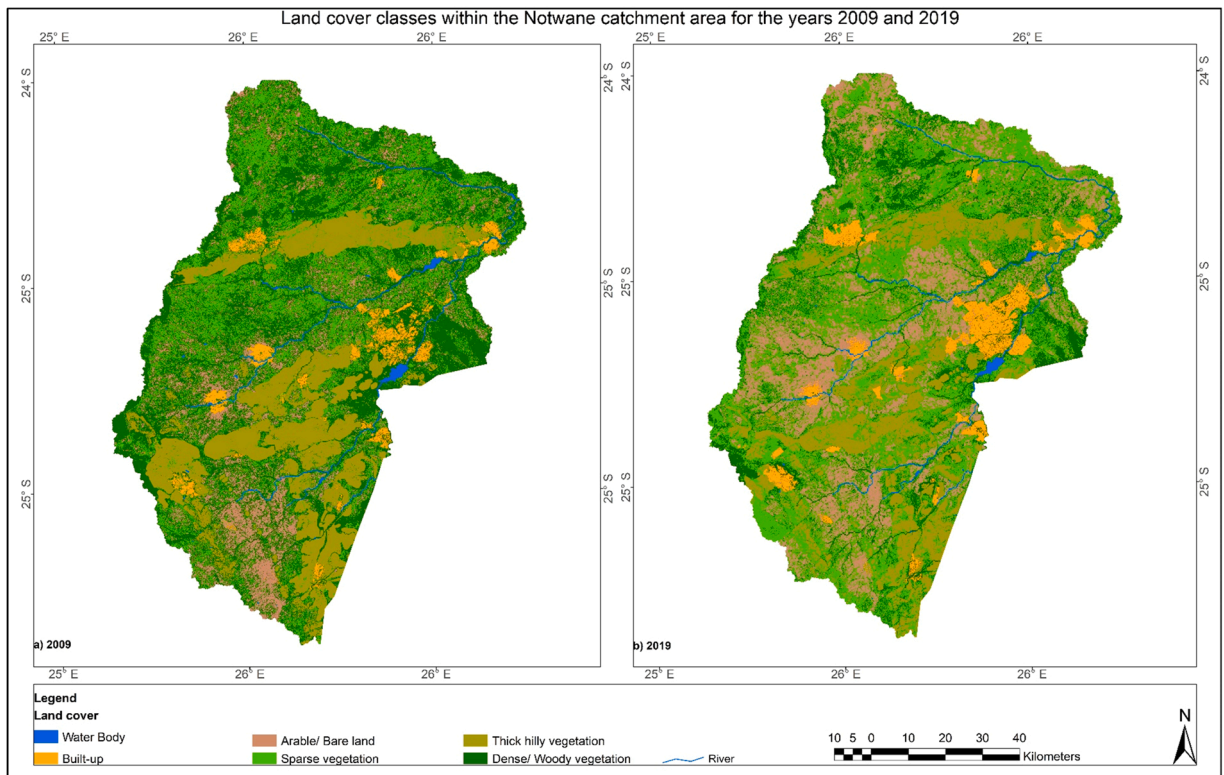 Land cover classes within the Notwane catchment area for the years 2009 and 2019
25° E 26° E 26° E 25° E 26° E 26° E
24° S 24° S 24° S
25° S 25° S 25° S
25° S 25° S 25° S
a) 2009 b) 2019
25° E 26° E 26° E 25° E 26° E 26° E
Legend
Land cover
Water Body Arable/ Bare land Thick hilly vegetation
Built-up Sparse vegetation Dense/ Woody vegetation River
10 5 0 10 20 30 40
Kilometers
N